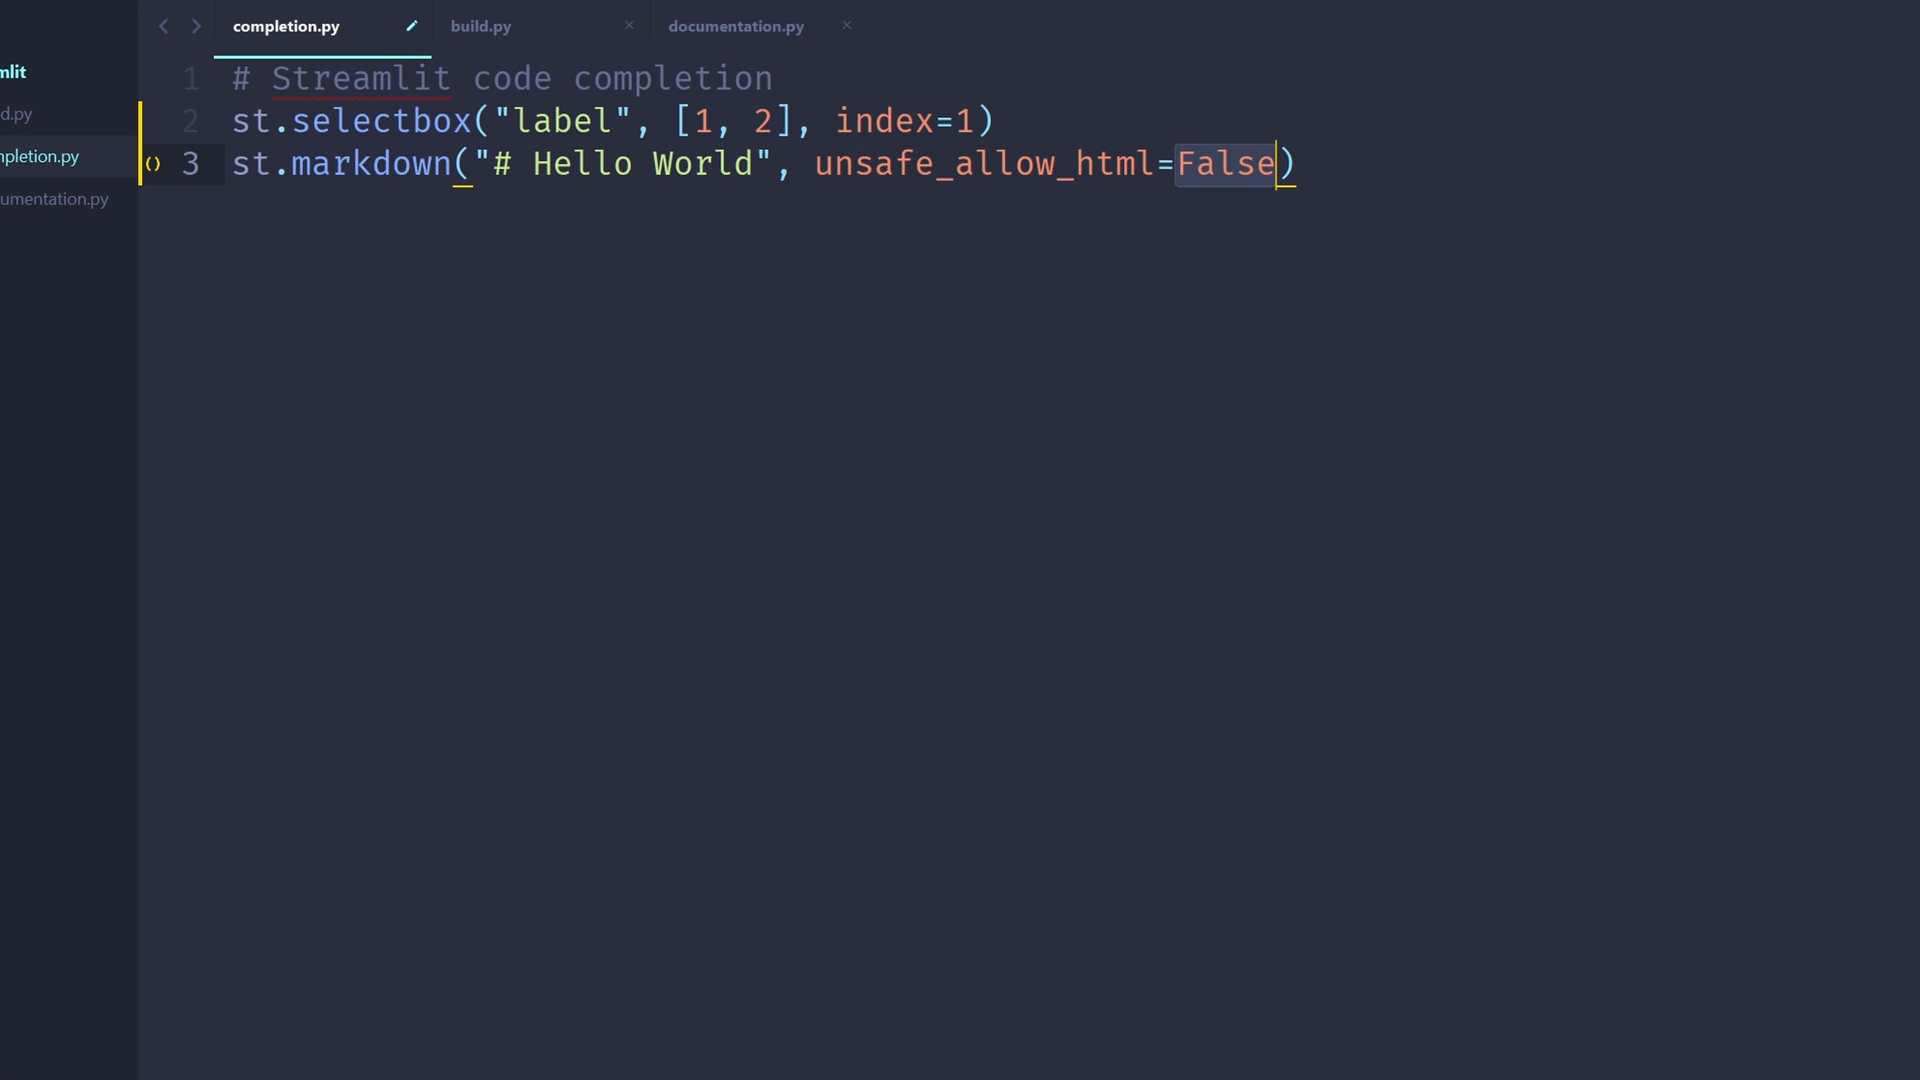 completion.py build.py documentation.py
mlit
d.py
mpletion.py
umentation.py
1 # Streamlit code completion
2 st.selectbox("label", [1, 2], index=1)
3 st.markdown("# Hello World", unsafe_allow_html=False)